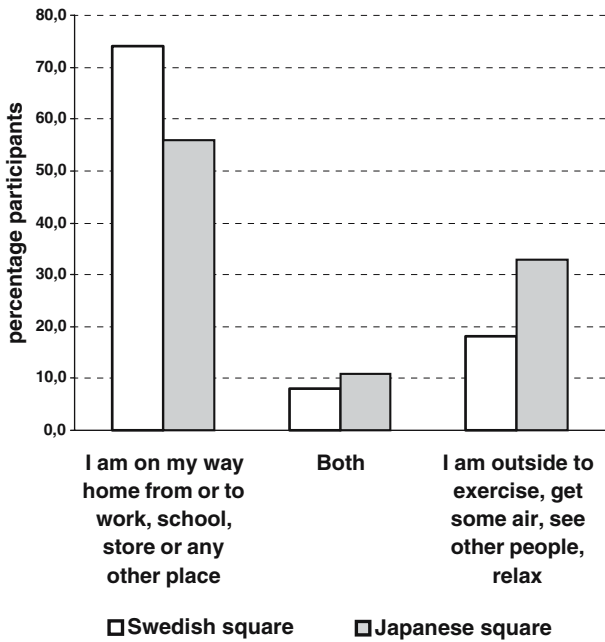 80,0
70,0
60,0
50,0
40,0
30,0
20,0
10,0
0,0
percentage participants
I am on my way
home from or to
work, school,
store or any
other place
Both
I am outside to
exercise, get
some air, see
other people,
relax
Swedish square
Japanese square